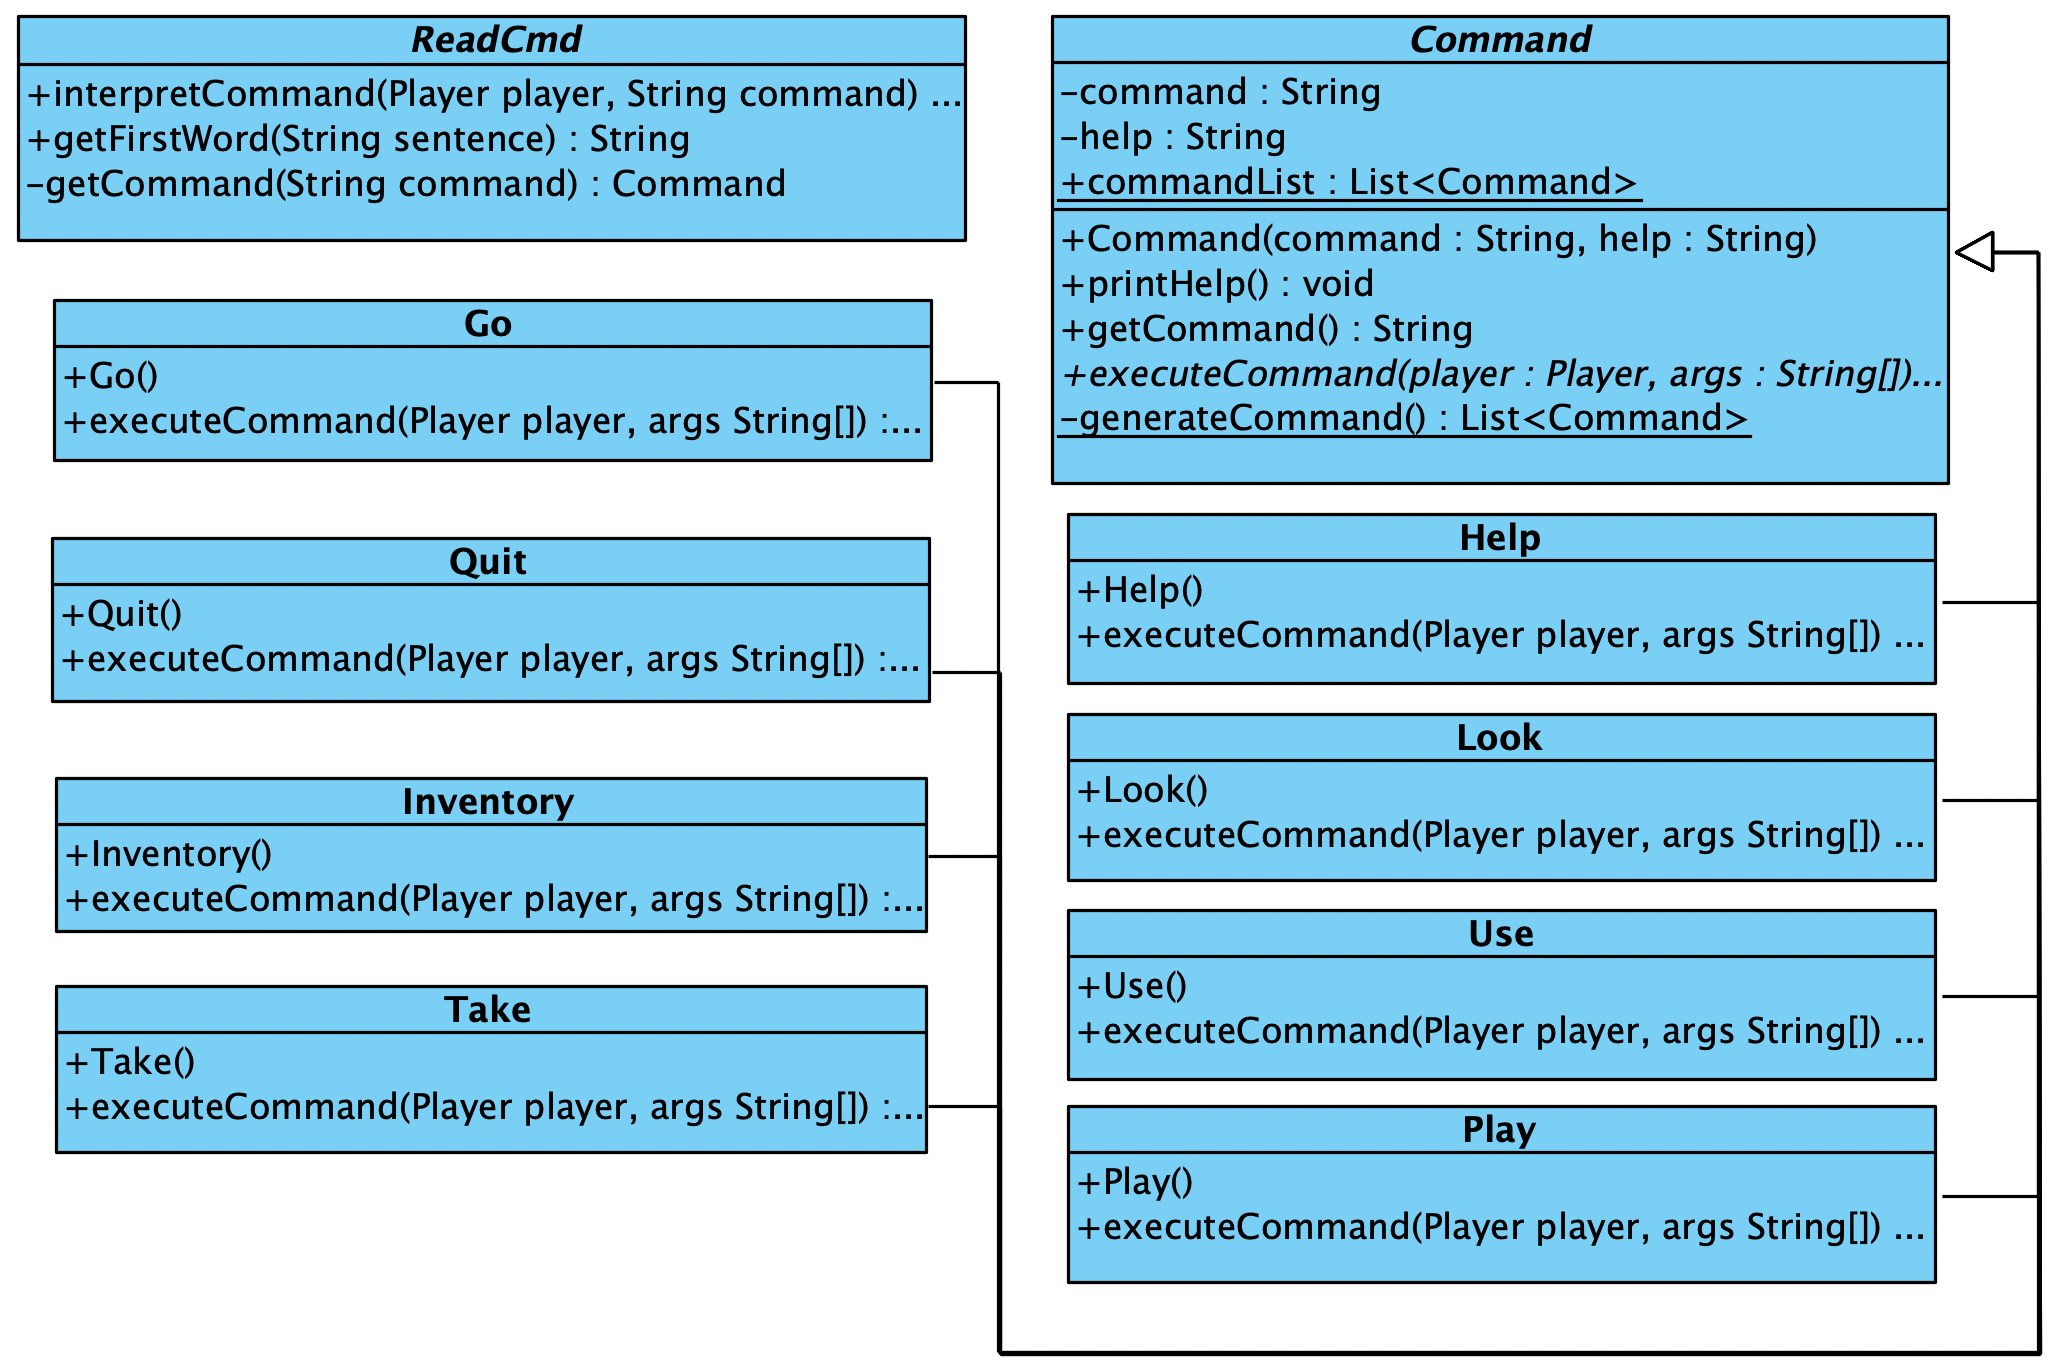 ReadCmd
+interpretCommand(Player player, String command) ...
+getFirstWord(String sentence) : String
-getCommand(String command) : Command
Go
+Go()
+executeCommand(Player player, args String[]) :...
Quit
+Quit()
+executeCommand(Player player, args String[]) :...
Inventory
+Inventory()
+executeCommand(Player player, args String[]) :...
Take
+Take()
+executeCommand(Player player, args String[]) :...
Command
-command : String
-help : String
+commandList : List<Command>
+Command(command : String, help : String)
+printHelp() : void
+getCommand() : String
+executeCommand(player : Player, args : String[])...
-generateCommand() : List<Command>
Help
+Help()
+executeCommand(Player player, args String[]) ...
Look
+Look()
+executeCommand(Player player, args String[]) ...
Use
+Use()
+executeCommand(Player player, args String[]) ...
Play
+Play()
+executeCommand(Player player, args String[]) ...